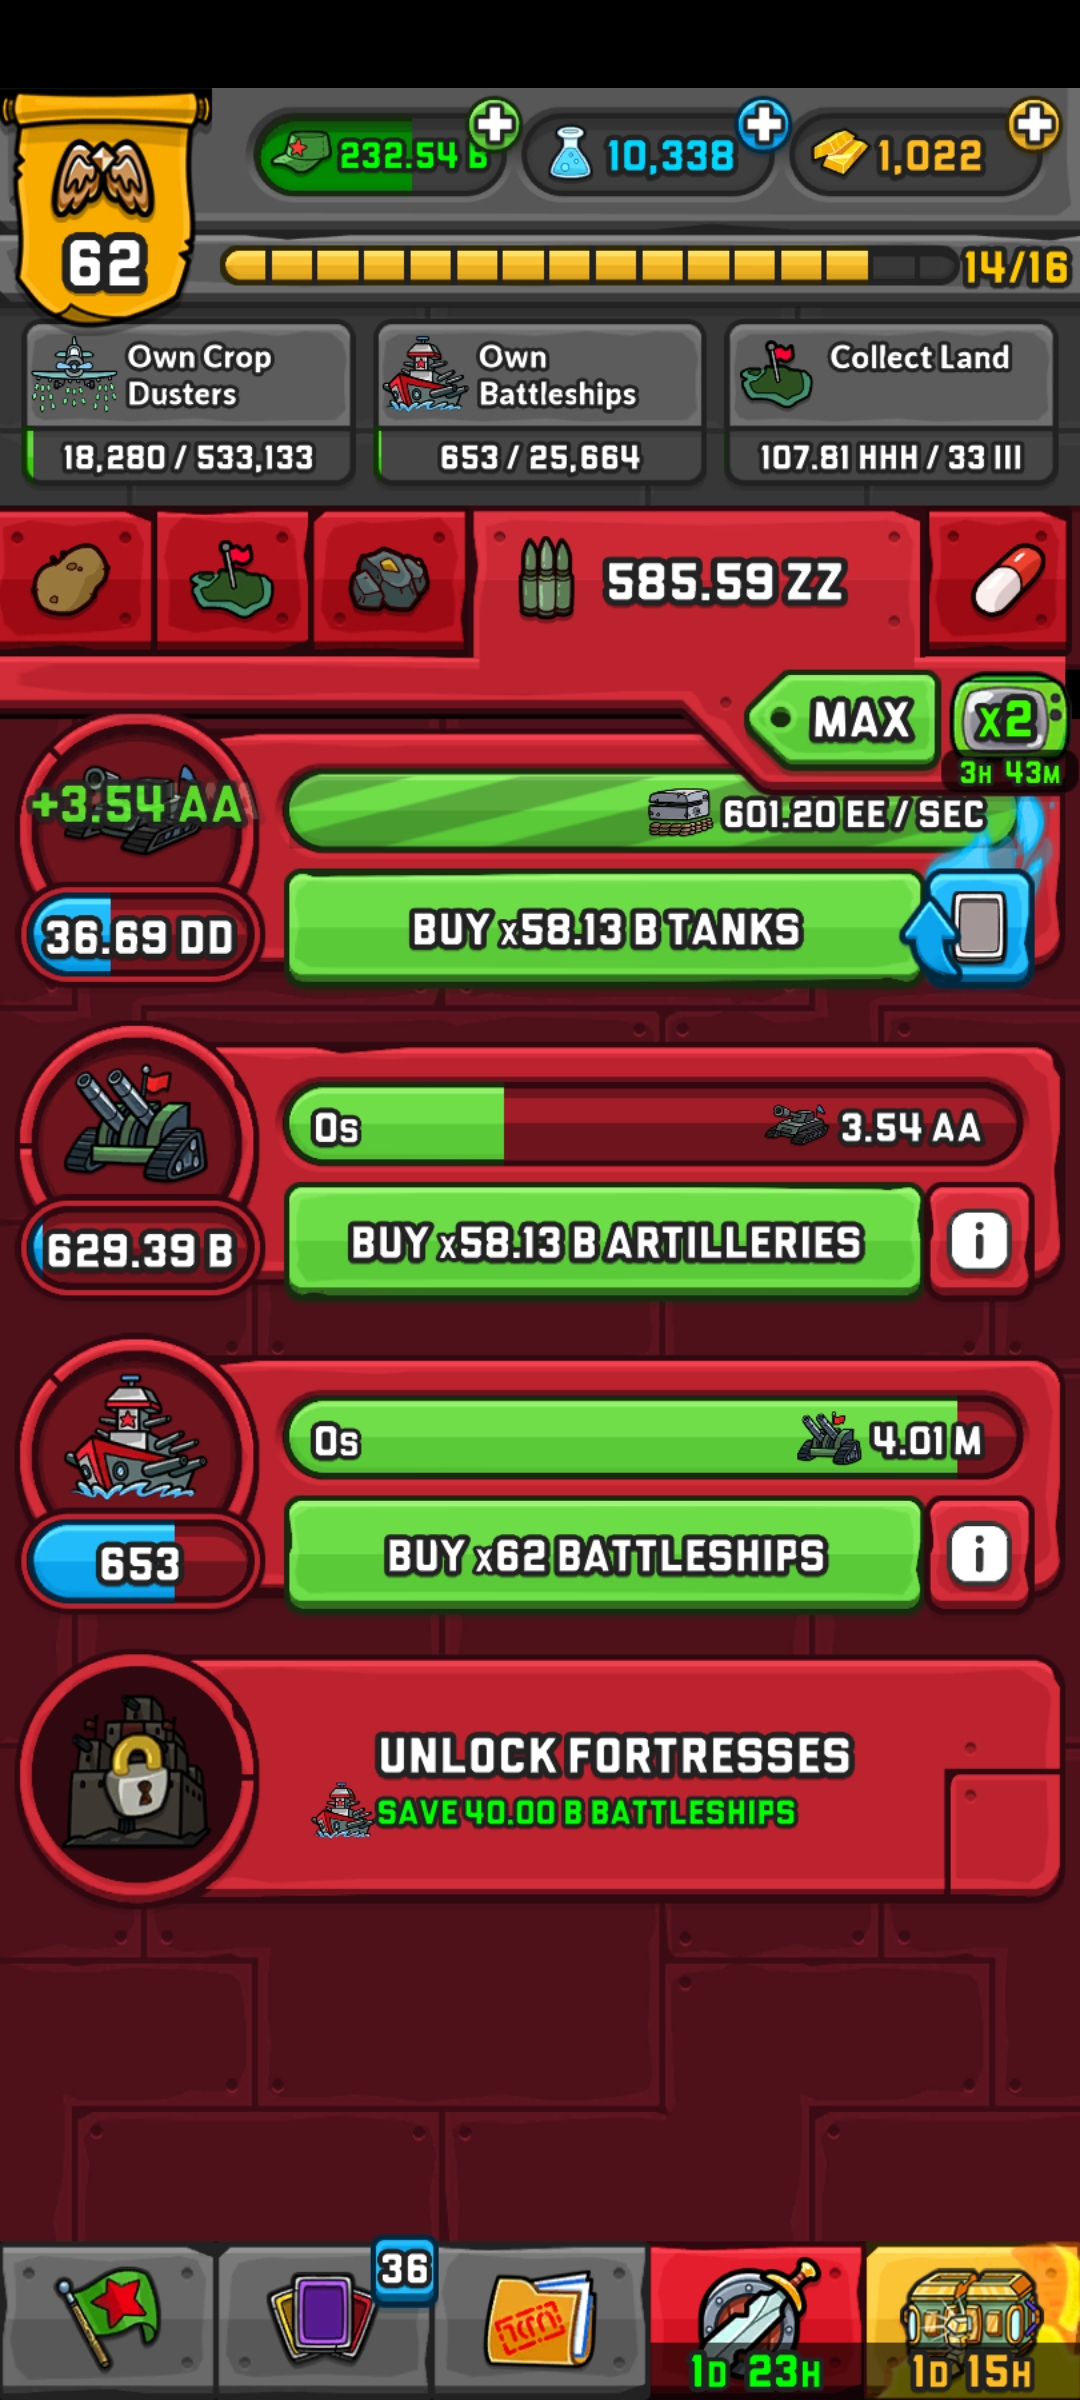 232.54 B
10,338
1,022
62
14/16
Own Crop Dusters
18,280 / 533,133
Own Battleships
653 / 25,664
Collect Land
107.81 HHH / 33 III
585.59 ZZ
MAX
x2
3H 43M
+3.54 AA
601.20 EE / SEC
36.69 DD
BUY x58.13 B TANKS
0s
3.54 AA
629.39 B
BUY x58.13 B ARTILLERIES
i
0s
4.01 M
653
BUY x62 BATTLESHIPS
i
UNLOCK FORTRESSES
SAVE 40.00 B BATTLESHIPS
36
1D 23H
1D 15H